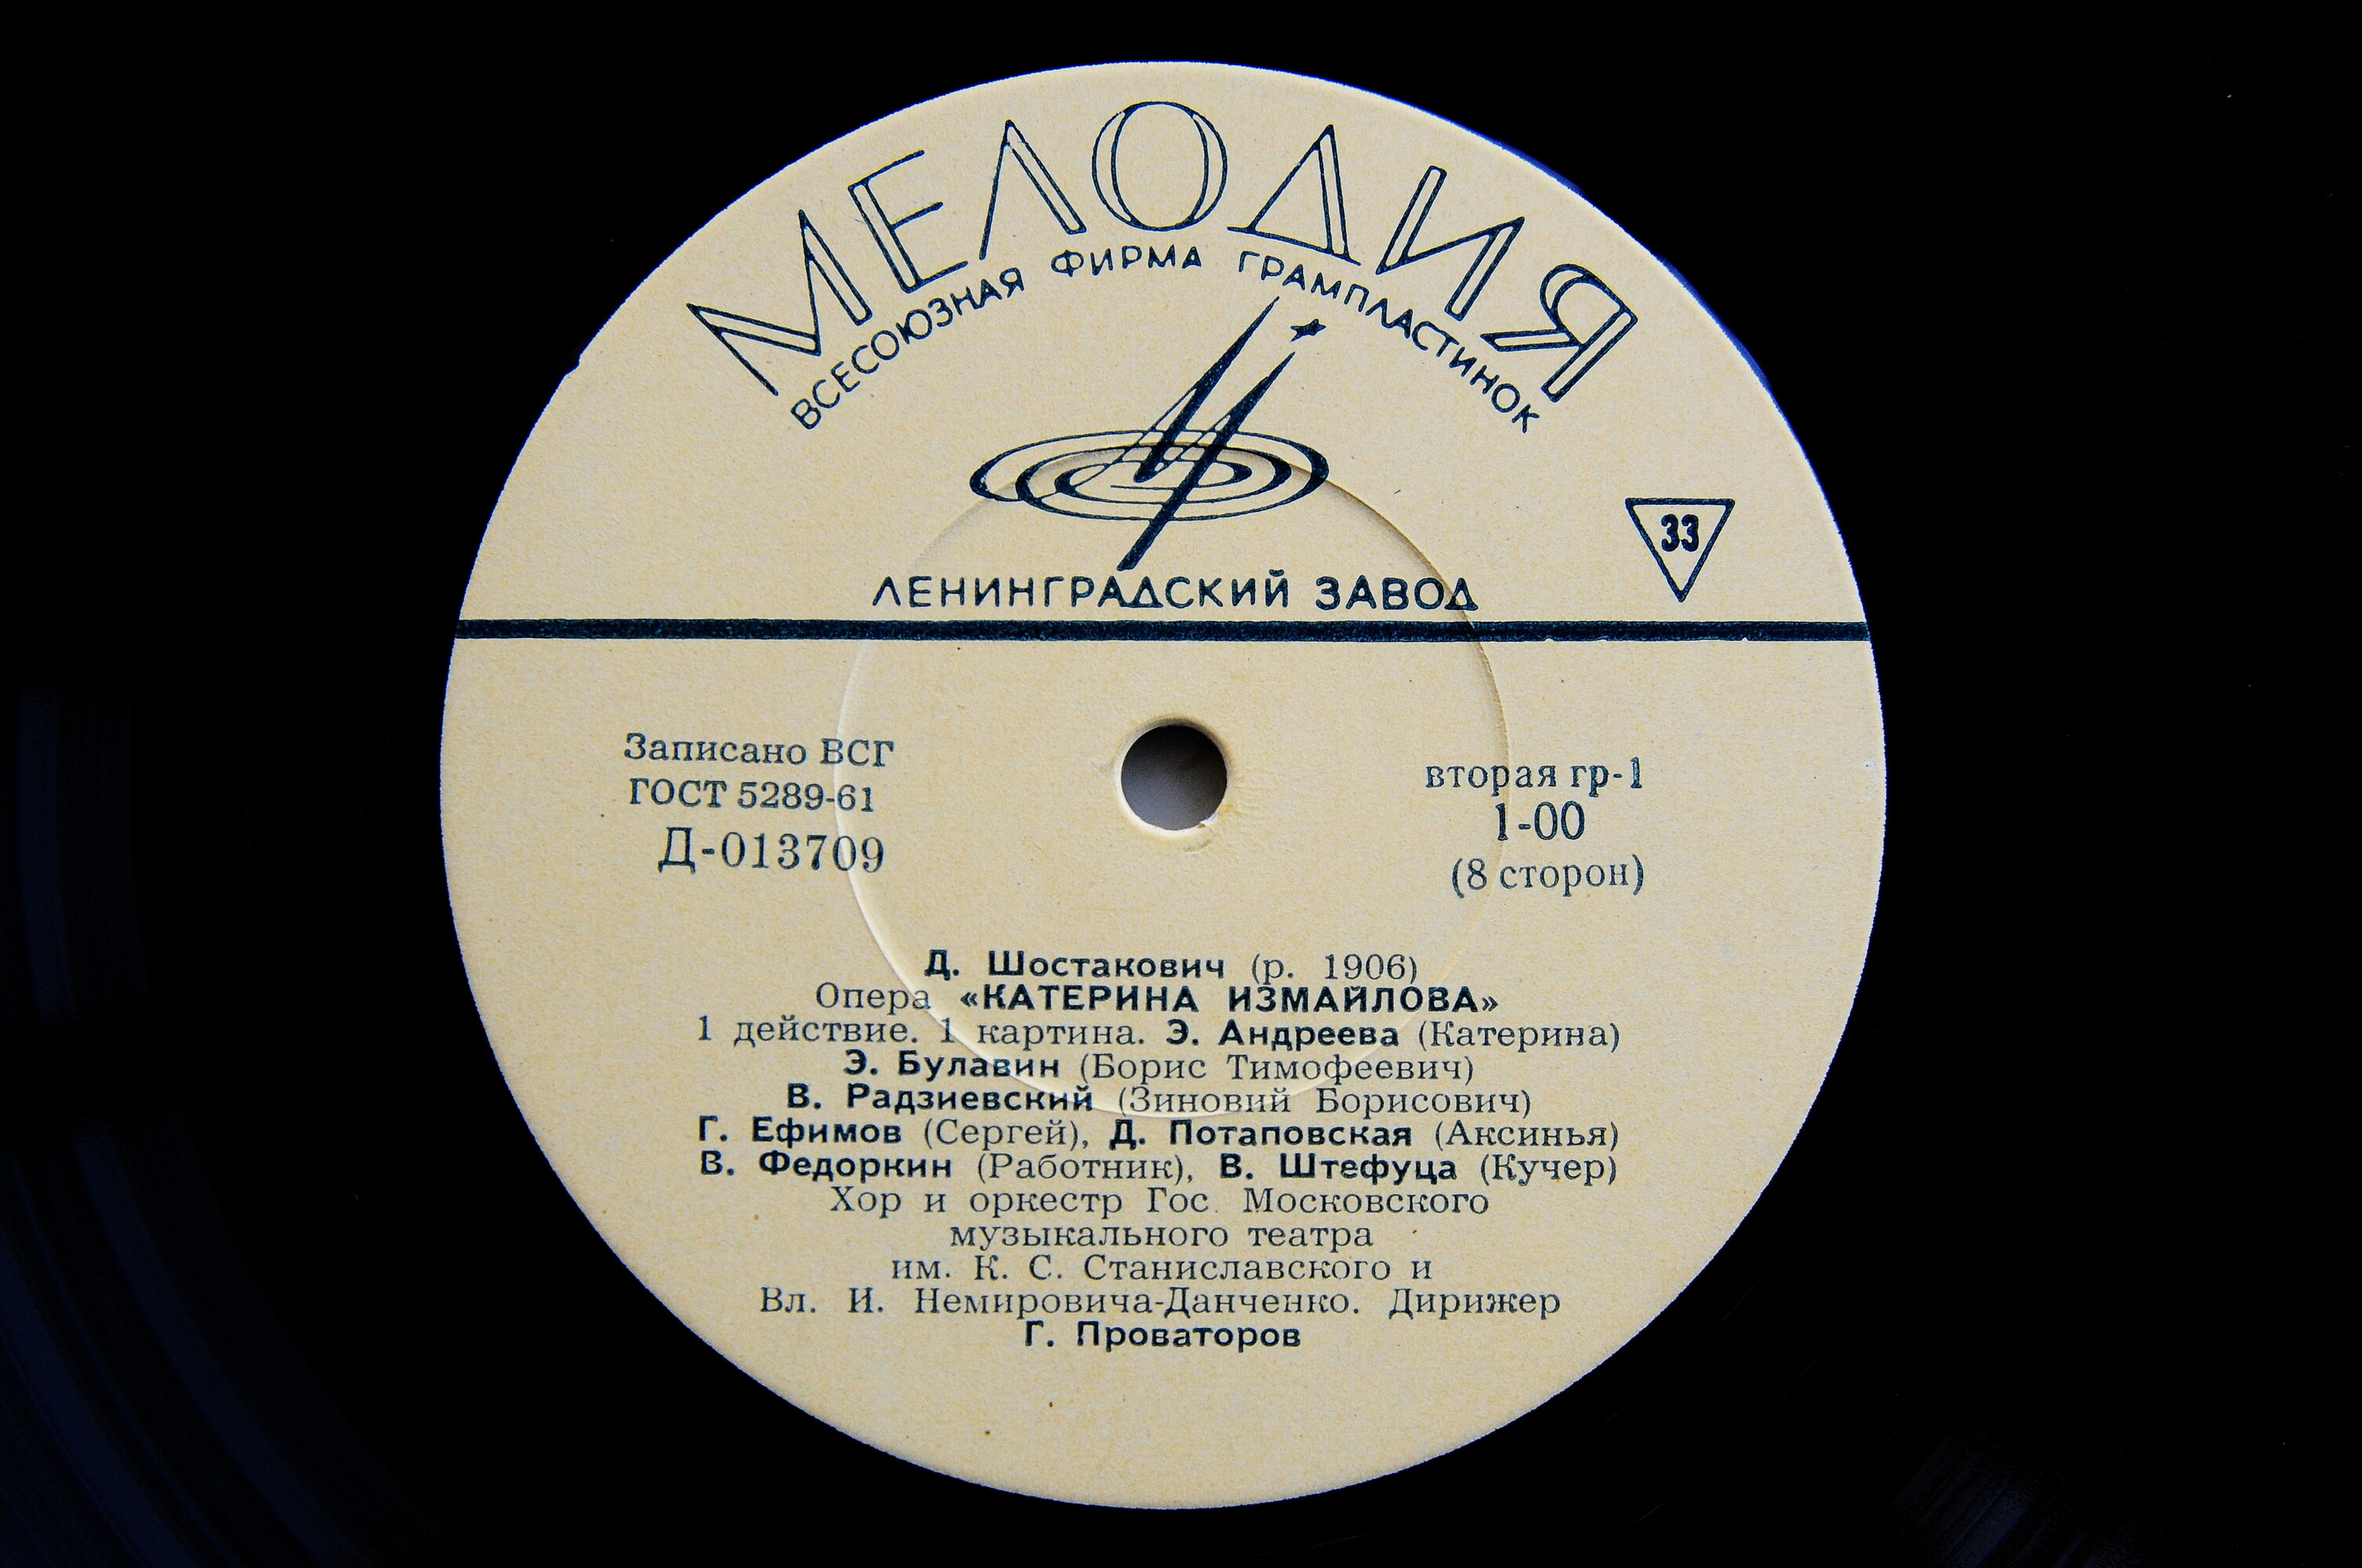 МЕЛОДИЯ
ВСЕСОЮЗНАЯ ФИРМА ГРАМПЛАСТИНОК
33
ЛЕНИНГРАДСКИЙ ЗАВОД
Записано ВСГ
ГОСТ 5289-61
Д-013709
вторая гр-1
1-00
(8 сторон)
Д. Шостакович (р. 1906)
Опера «КАТЕРИНА ИЗМАЙЛОВА»
1 действие. 1 картина. Э. Андреева (Катерина)
Э. Булавин (Борис Тимофеевич)
В. Радзиевский (Зиновий Борисович)
Г. Ефимов (Сергей), Д. Потаповская (Аксинья)
В. Федоркин (Работник), В. Штефуца (Кучер)
Хор и оркестр Гос. Московского
музыкального театра
им. К. С. Станиславского и
Вл. И. Немировича-Данченко. Дирижер
Г. Проваторов